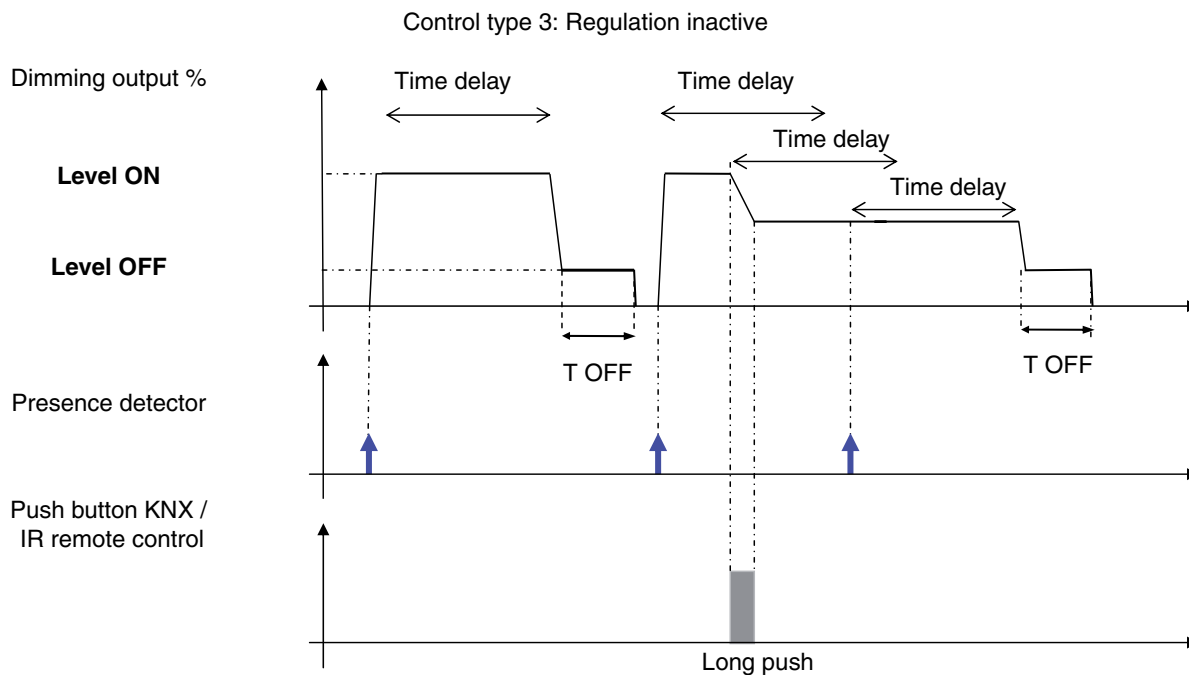 Control type 3: Regulation inactive
Dimming output %
Time delay
Time delay
Time delay
Level ON
Time delay
Level OFF
T OFF
T OFF
Presence detector
Push button KNX /
IR remote control
Long push